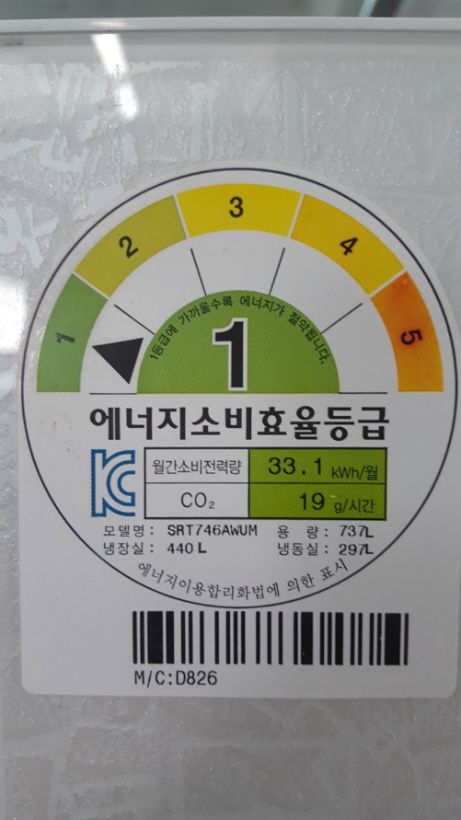 1
2
3
4
5
1등급에 가까울수록 에너지가 절약됩니다.
1
에너지소비효율등급
월간소비전력량 33.1 kWh/월
CO₂ 19 g/시간
모델명 : SRT746AWUM 용 량 : 737L
냉장실 : 440 L 냉동실 : 297L
에너지이용합리화법에 의한 표시
M/C:D826